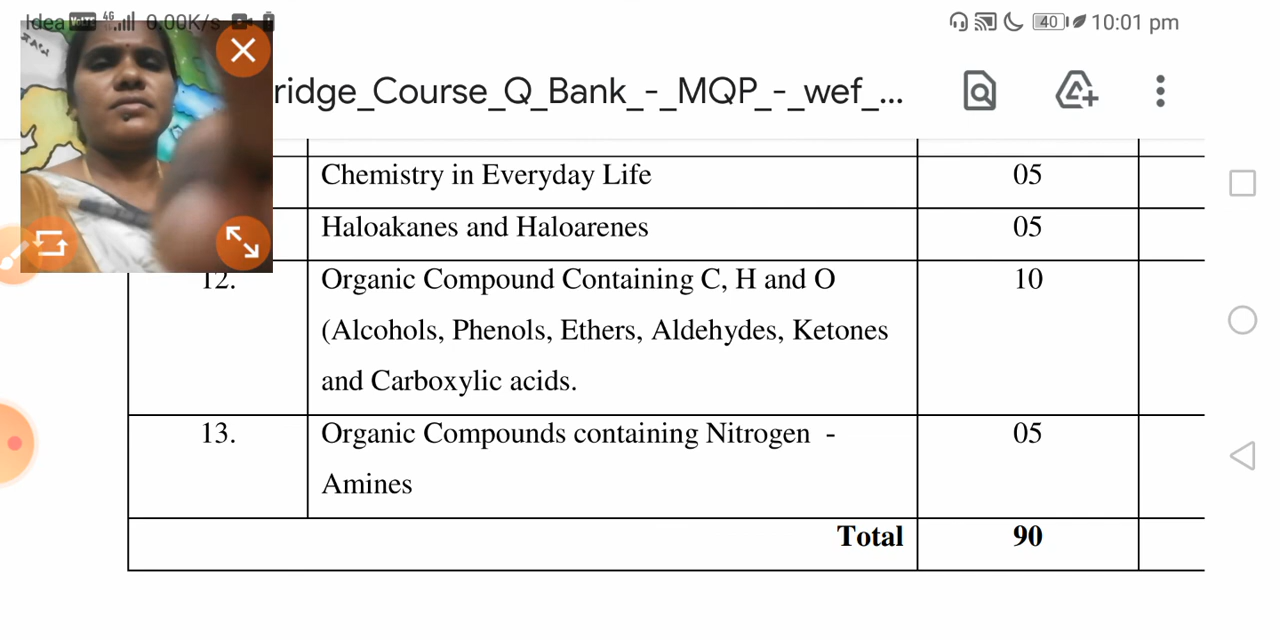 Idea VoLTE 4G 0.00K/s 40 10:01 pm
ridge_Course_Q_Bank_-_MQP_-_wef_...
Chemistry in Everyday Life 05
Haloakanes and Haloarenes 05
12. Organic Compound Containing C, H and O 10
(Alcohols, Phenols, Ethers, Aldehydes, Ketones
and Carboxylic acids.
13. Organic Compounds containing Nitrogen - 05
Amines
Total 90